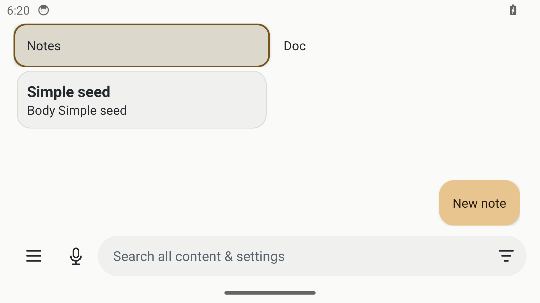 6:20
Notes
Doc
Simple seed
Body Simple seed
New note
Search all content & settings